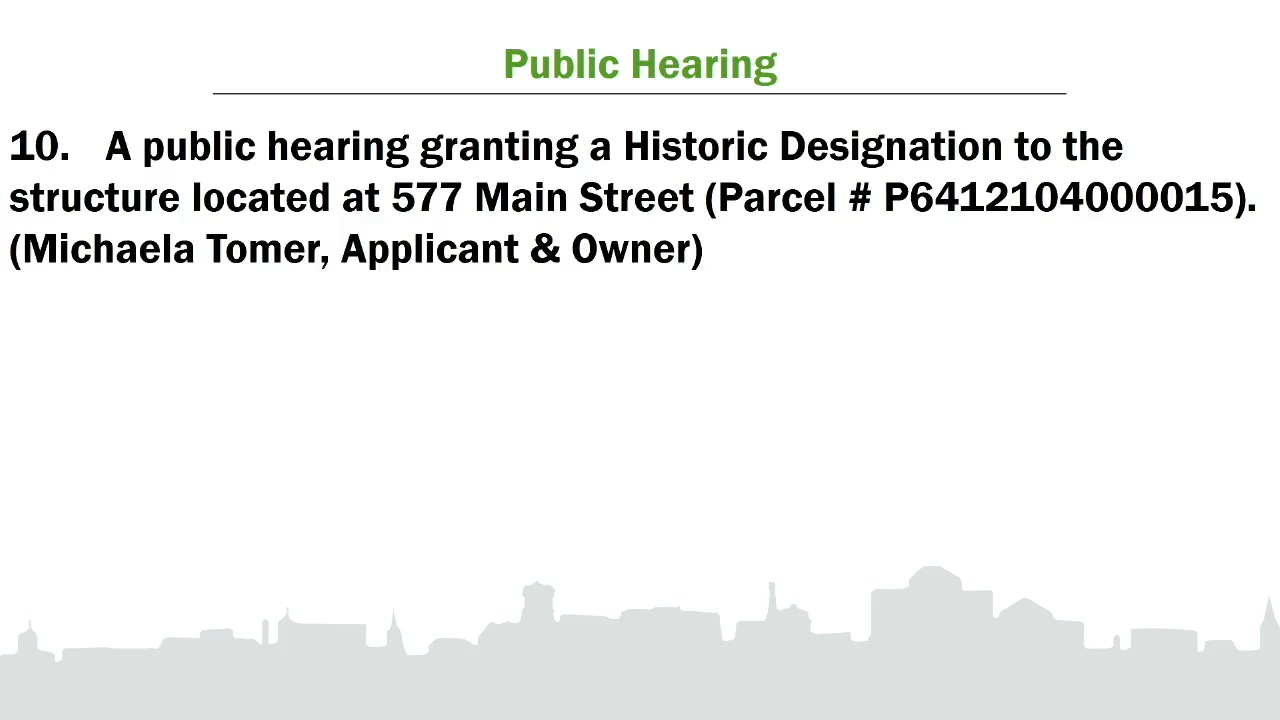 Public Hearing
10. A public hearing granting a Historic Designation to the
structure located at 577 Main Street (Parcel # P6412104000015).
(Michaela Tomer, Applicant & Owner)